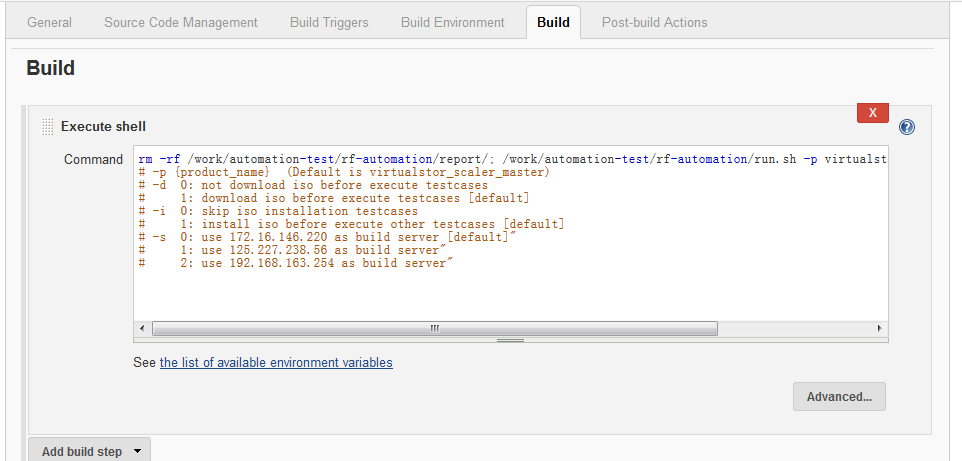 General Source Code Management Build Triggers Build Environment Build Post-build Actions
Build
X
Execute shell
?
Command
rm -rf /work/automation-test/rf-automation/report/; /work/automation-test/rf-automation/run.sh -p virtualst
# -p {product_name} (Default is virtualstor_scaler_master)
# -d 0: not download iso before execute testcases
# 1: download iso before execute testcases [default]
# -i 0: skip iso installation testcases
# 1: install iso before execute other testcases [default]
# -s 0: use 172.16.146.220 as build server [default]"
# 1: use 125.227.238.56 as build server"
# 2: use 192.168.163.254 as build server"
See the list of available environment variables
Advanced...
Add build step